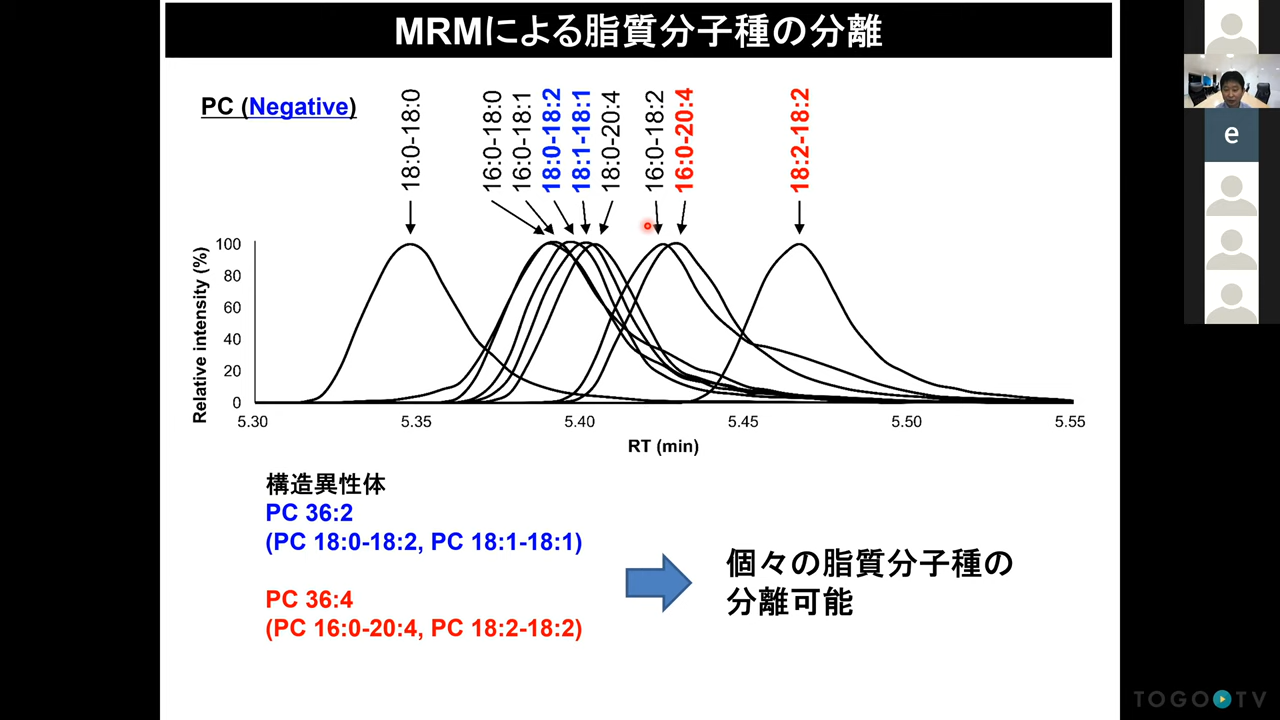 MRMによる脂質分子種の分離
PC (Negative)
18:0-18:0
16:0-18:0
16:0-18:1
18:0-18:2
18:1-18:1
18:0-20:4
16:0-18:2
16:0-20:4
18:2-18:2
Relative intensity (%)
100
80
60
40
20
0
5.30
5.35
5.40
5.45
5.50
5.55
RT (min)
構造異性体
PC 36:2
(PC 18:0-18:2, PC 18:1-18:1)
PC 36:4
(PC 16:0-20:4, PC 18:2-18:2)
個々の脂質分子種の
分離可能
e
TOGO TV